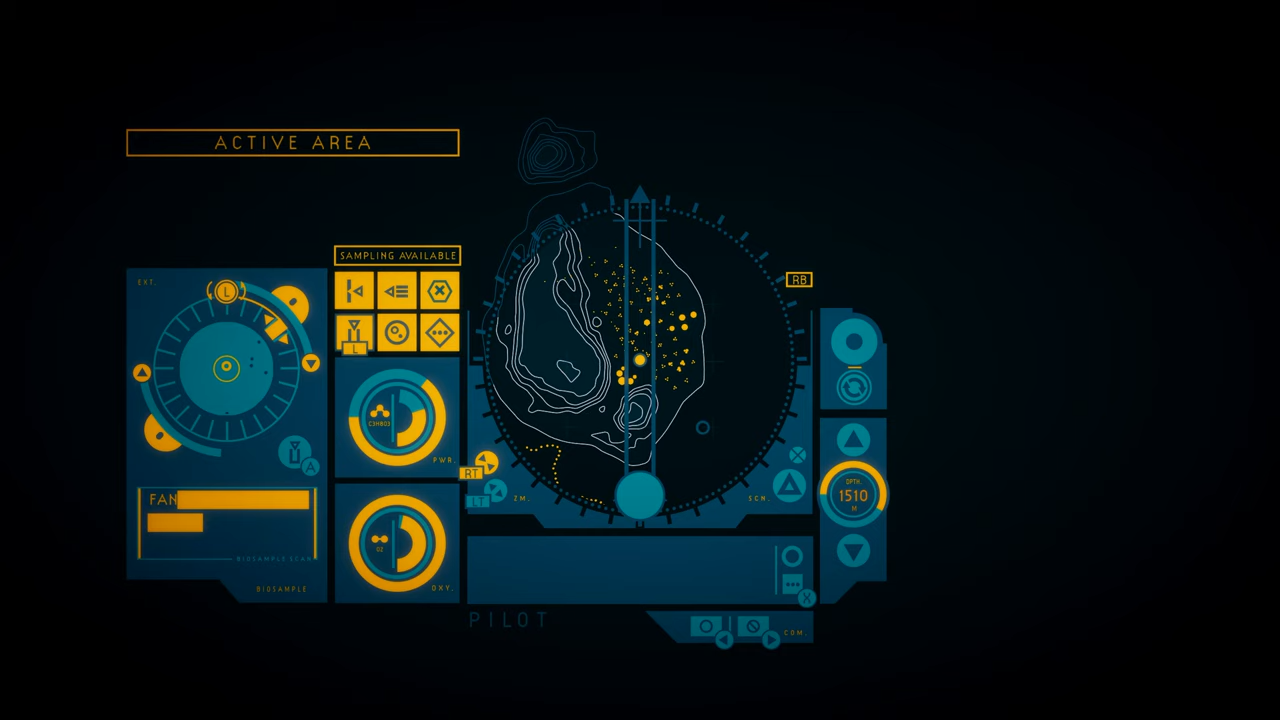 ACTIVE AREA
SAMPLING AVAILABLE
EXT.
L
L
RB
C3H8O3
PWR.
RT
LT
ZM.
SCN.
DPTH.
1510
M
A
FAN
BIOSAMPLE SCAN
BIOSAMPLE
O2
OXY.
X
PILOT
COM.